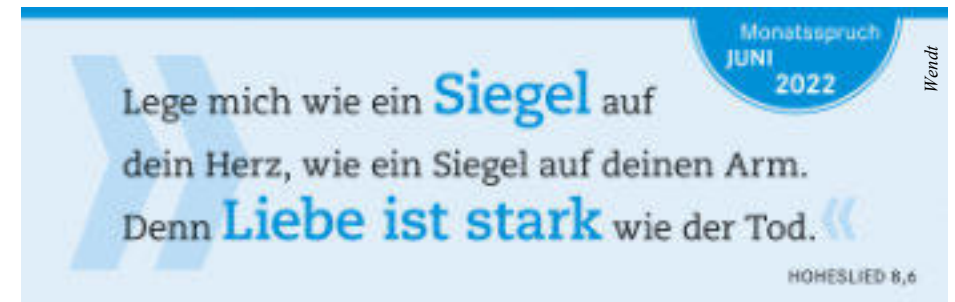 Monatsspruch
JUNI
2022
Wendt
Lege mich wie ein Siegel auf
dein Herz, wie ein Siegel auf deinen Arm.
Denn Liebe ist stark wie der Tod. «
HOHESLIED 8,6